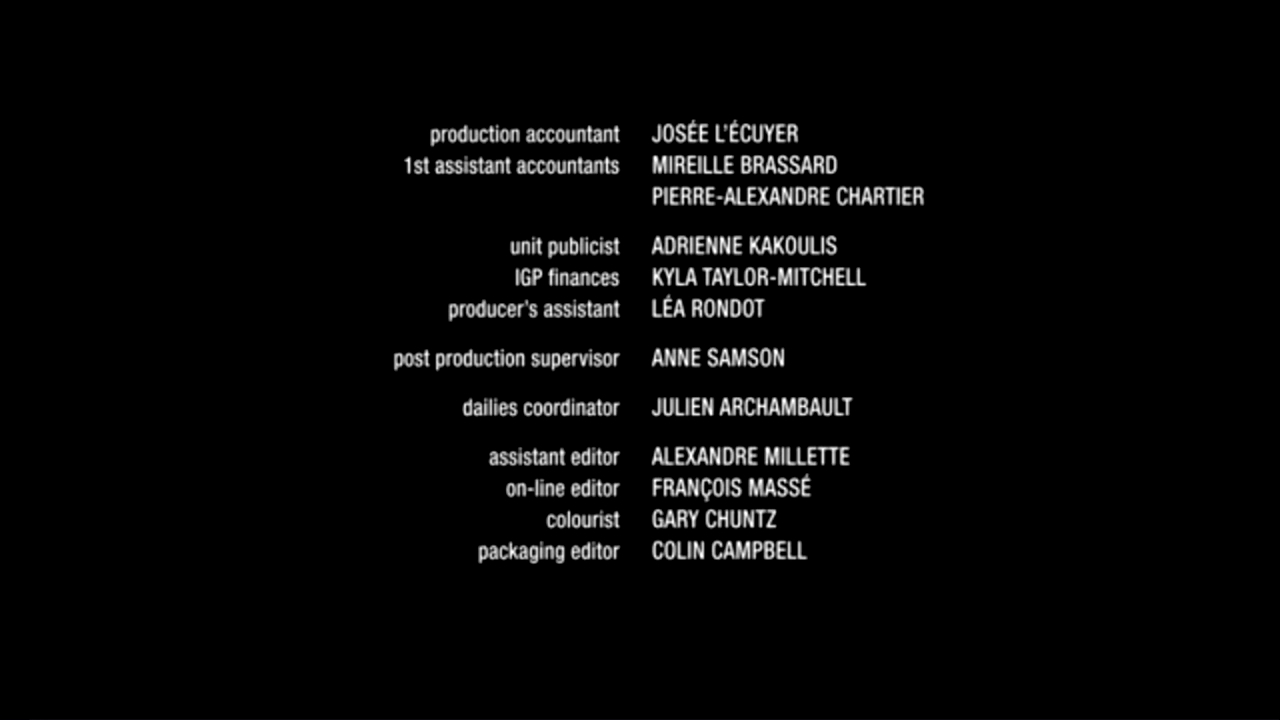 production accountant JOSÉE L'ÉCUYER
1st assistant accountants MIREILLE BRASSARD
PIERRE-ALEXANDRE CHARTIER
unit publicist ADRIENNE KAKOULIS
IGP finances KYLA TAYLOR-MITCHELL
producer's assistant LÉA RONDOT
post production supervisor ANNE SAMSON
dailies coordinator JULIEN ARCHAMBAULT
assistant editor ALEXANDRE MILLETTE
on-line editor FRANÇOIS MASSÉ
colourist GARY CHUNTZ
packaging editor COLIN CAMPBELL